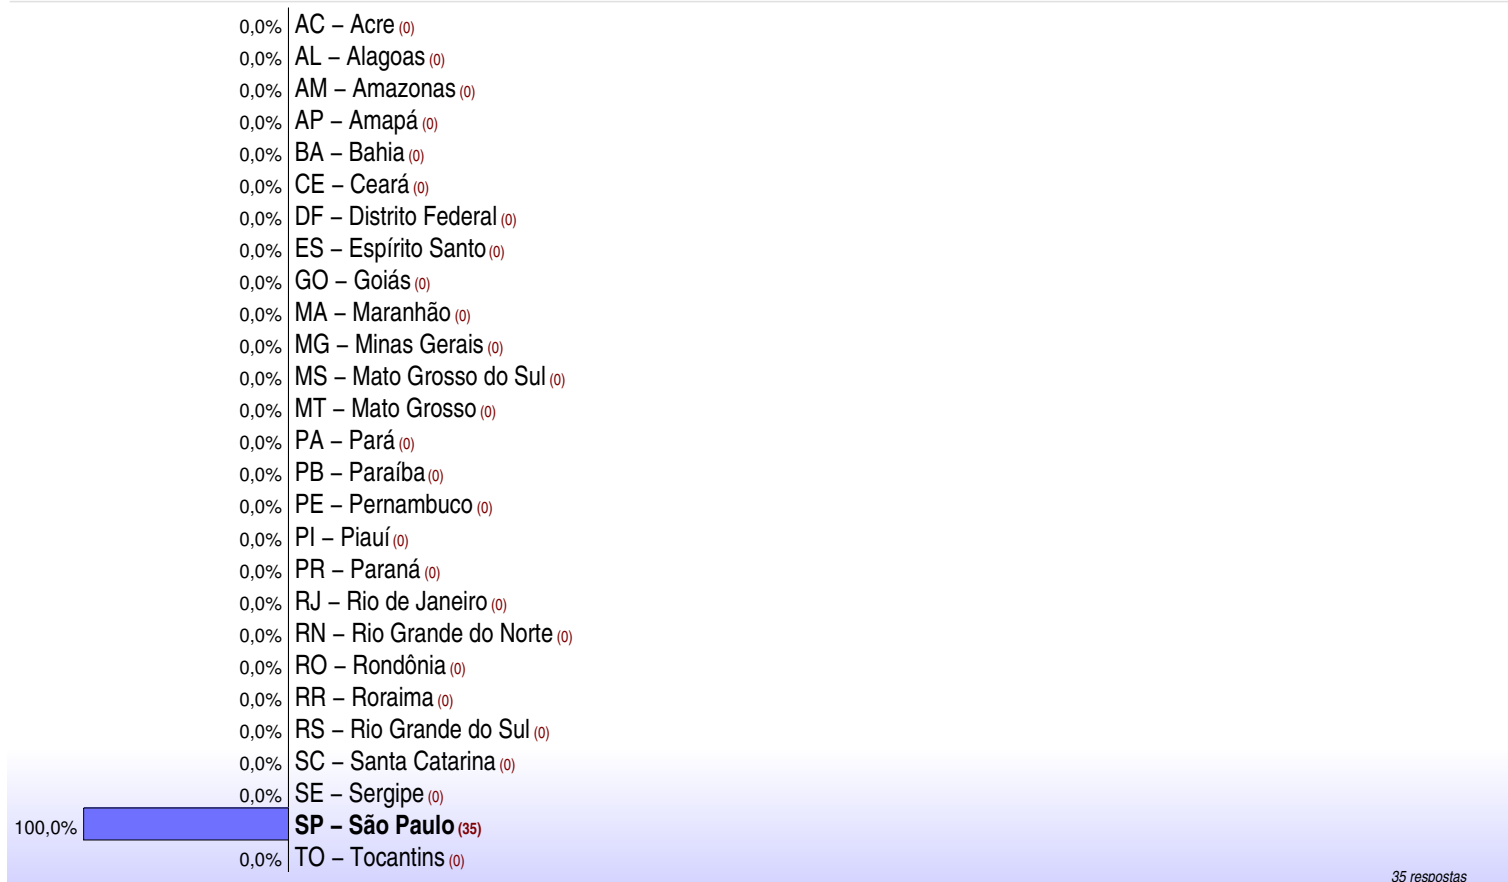 0,0% AC – Acre (0)
0,0% AL – Alagoas (0)
0,0% AM – Amazonas (0)
0,0% AP – Amapá (0)
0,0% BA – Bahia (0)
0,0% CE – Ceará (0)
0,0% DF – Distrito Federal (0)
0,0% ES – Espírito Santo (0)
0,0% GO – Goiás (0)
0,0% MA – Maranhão (0)
0,0% MG – Minas Gerais (0)
0,0% MS – Mato Grosso do Sul (0)
0,0% MT – Mato Grosso (0)
0,0% PA – Pará (0)
0,0% PB – Paraíba (0)
0,0% PE – Pernambuco (0)
0,0% PI – Piauí (0)
0,0% PR – Paraná (0)
0,0% RJ – Rio de Janeiro (0)
0,0% RN – Rio Grande do Norte (0)
0,0% RO – Rondônia (0)
0,0% RR – Roraima (0)
0,0% RS – Rio Grande do Sul (0)
0,0% SC – Santa Catarina (0)
0,0% SE – Sergipe (0)
100,0% SP – São Paulo (35)
0,0% TO – Tocantins (0)
35 respostas